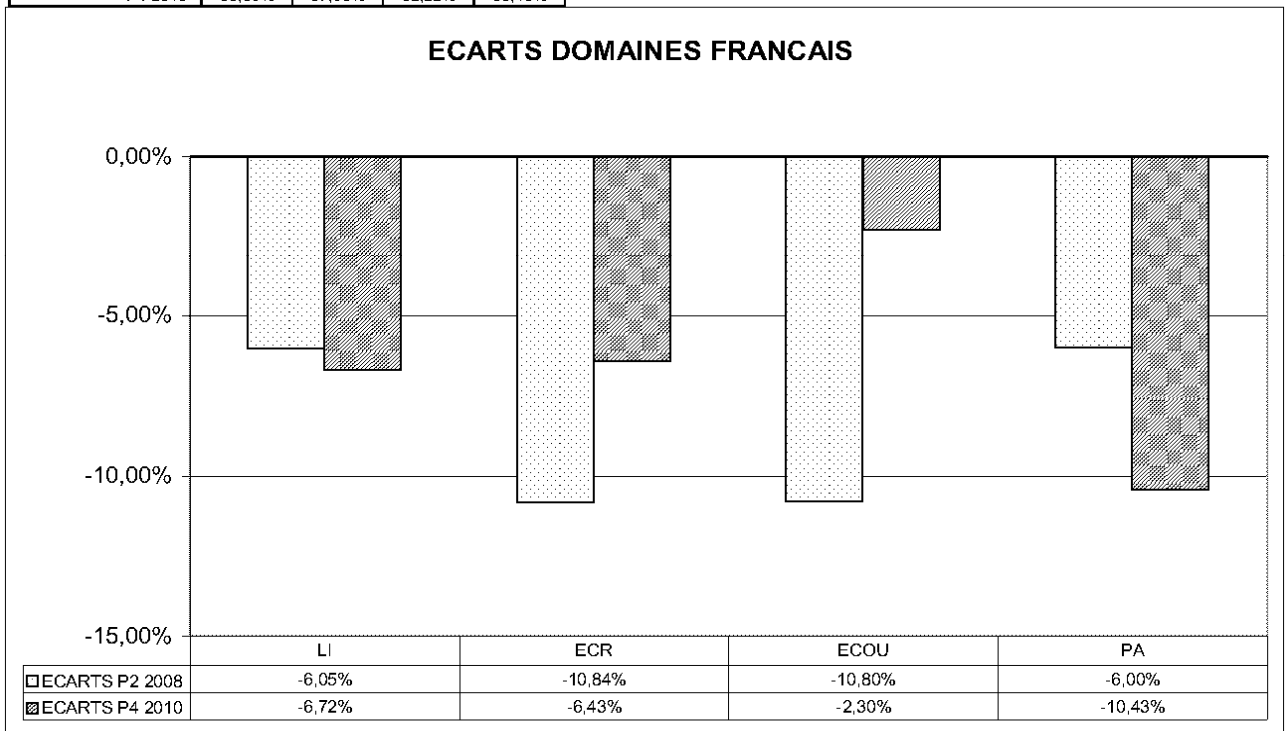 ECARTS DOMAINES FRANCAIS
0,00%
-5,00%
-10,00%
-15,00%
LI ECR ECOU PA
ECARTS P2 2008 -6,05% -10,84% -10,80% -6,00%
ECARTS P4 2010 -6,72% -6,43% -2,30% -10,43%